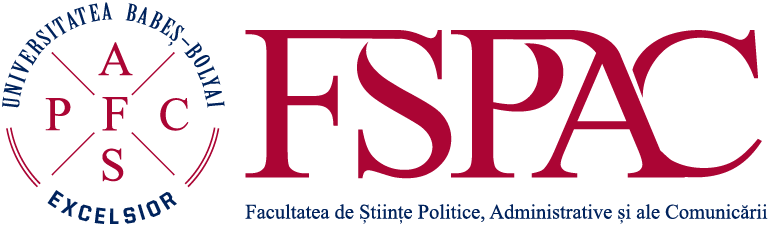 UNIVERSITATEA BABEȘ–BOLYAI
A
P F C
S
EXCELSIOR
FSPAC
Facultatea de Științe Politice, Administrative și ale Comunicării